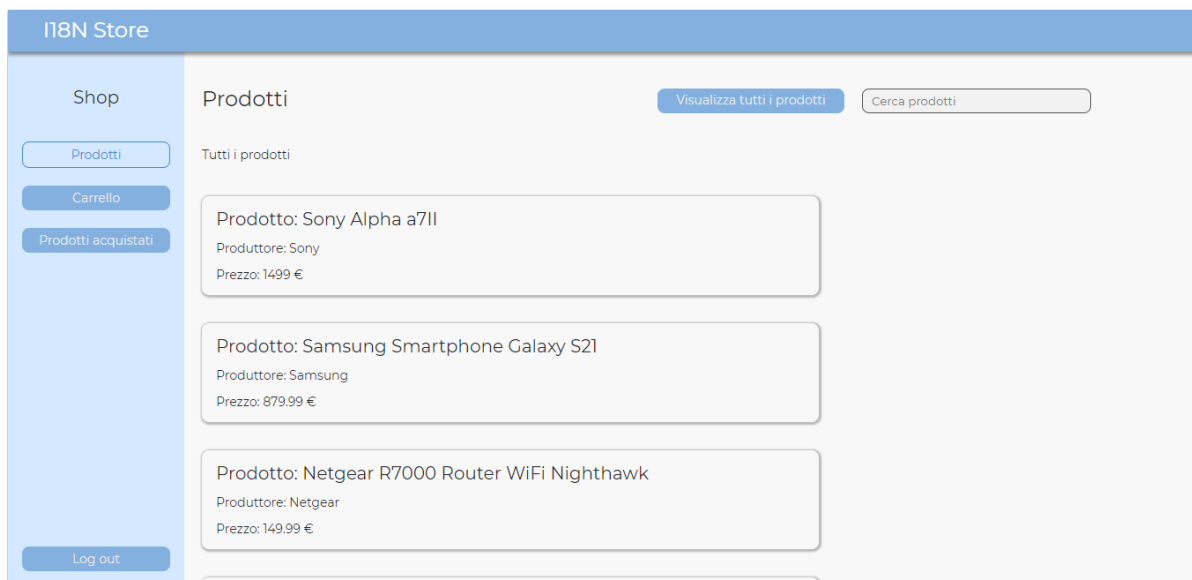 I18N Store
Shop
Prodotti
Carrello
Prodotti acquistati
Log out
Prodotti
Visualizza tutti i prodotti
Cerca prodotti
Tutti i prodotti
Prodotto: Sony Alpha a7II
Produttore: Sony
Prezzo: 1499 €
Prodotto: Samsung Smartphone Galaxy S21
Produttore: Samsung
Prezzo: 879.99 €
Prodotto: Netgear R7000 Router WiFi Nighthawk
Produttore: Netgear
Prezzo: 149.99 €